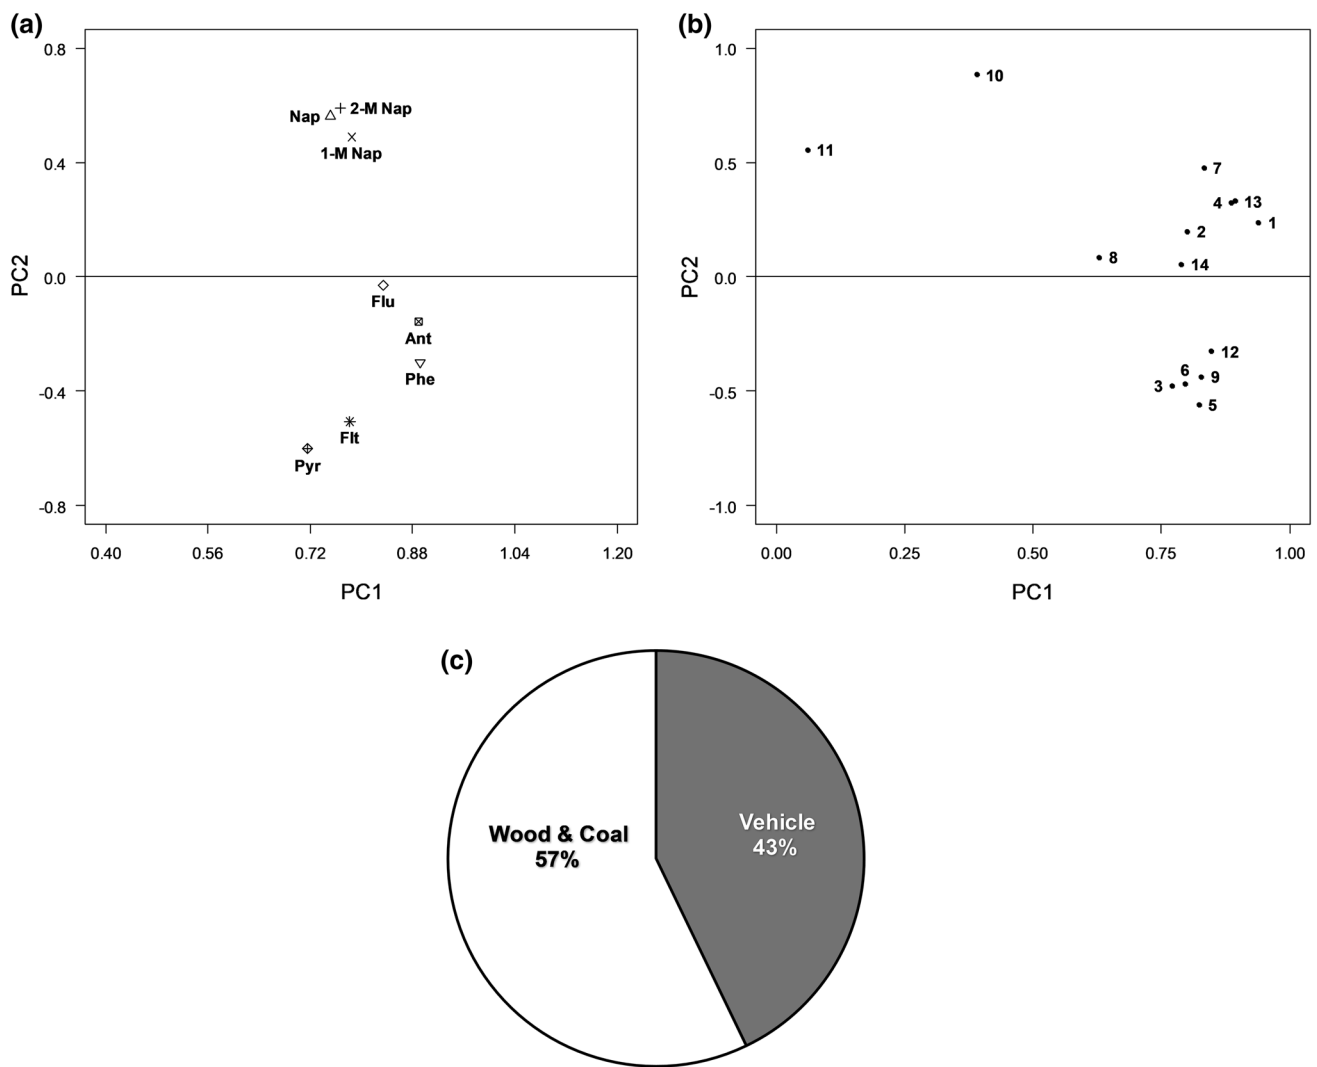 (a)
0.8
0.4
0.0
-0.4
-0.8
PC2
Nap
2-M Nap
1-M Nap
Flu
Ant
Phe
Flt
Pyr
0.40 0.56 0.72 0.88 1.04 1.20
PC1
(b)
1.0
0.5
0.0
-0.5
-1.0
PC2
10
11
7
4
13
1
2
8
14
12
6
9
3
5
0.00 0.25 0.50 0.75 1.00
PC1
(c)
Wood & Coal
57%
Vehicle
43%